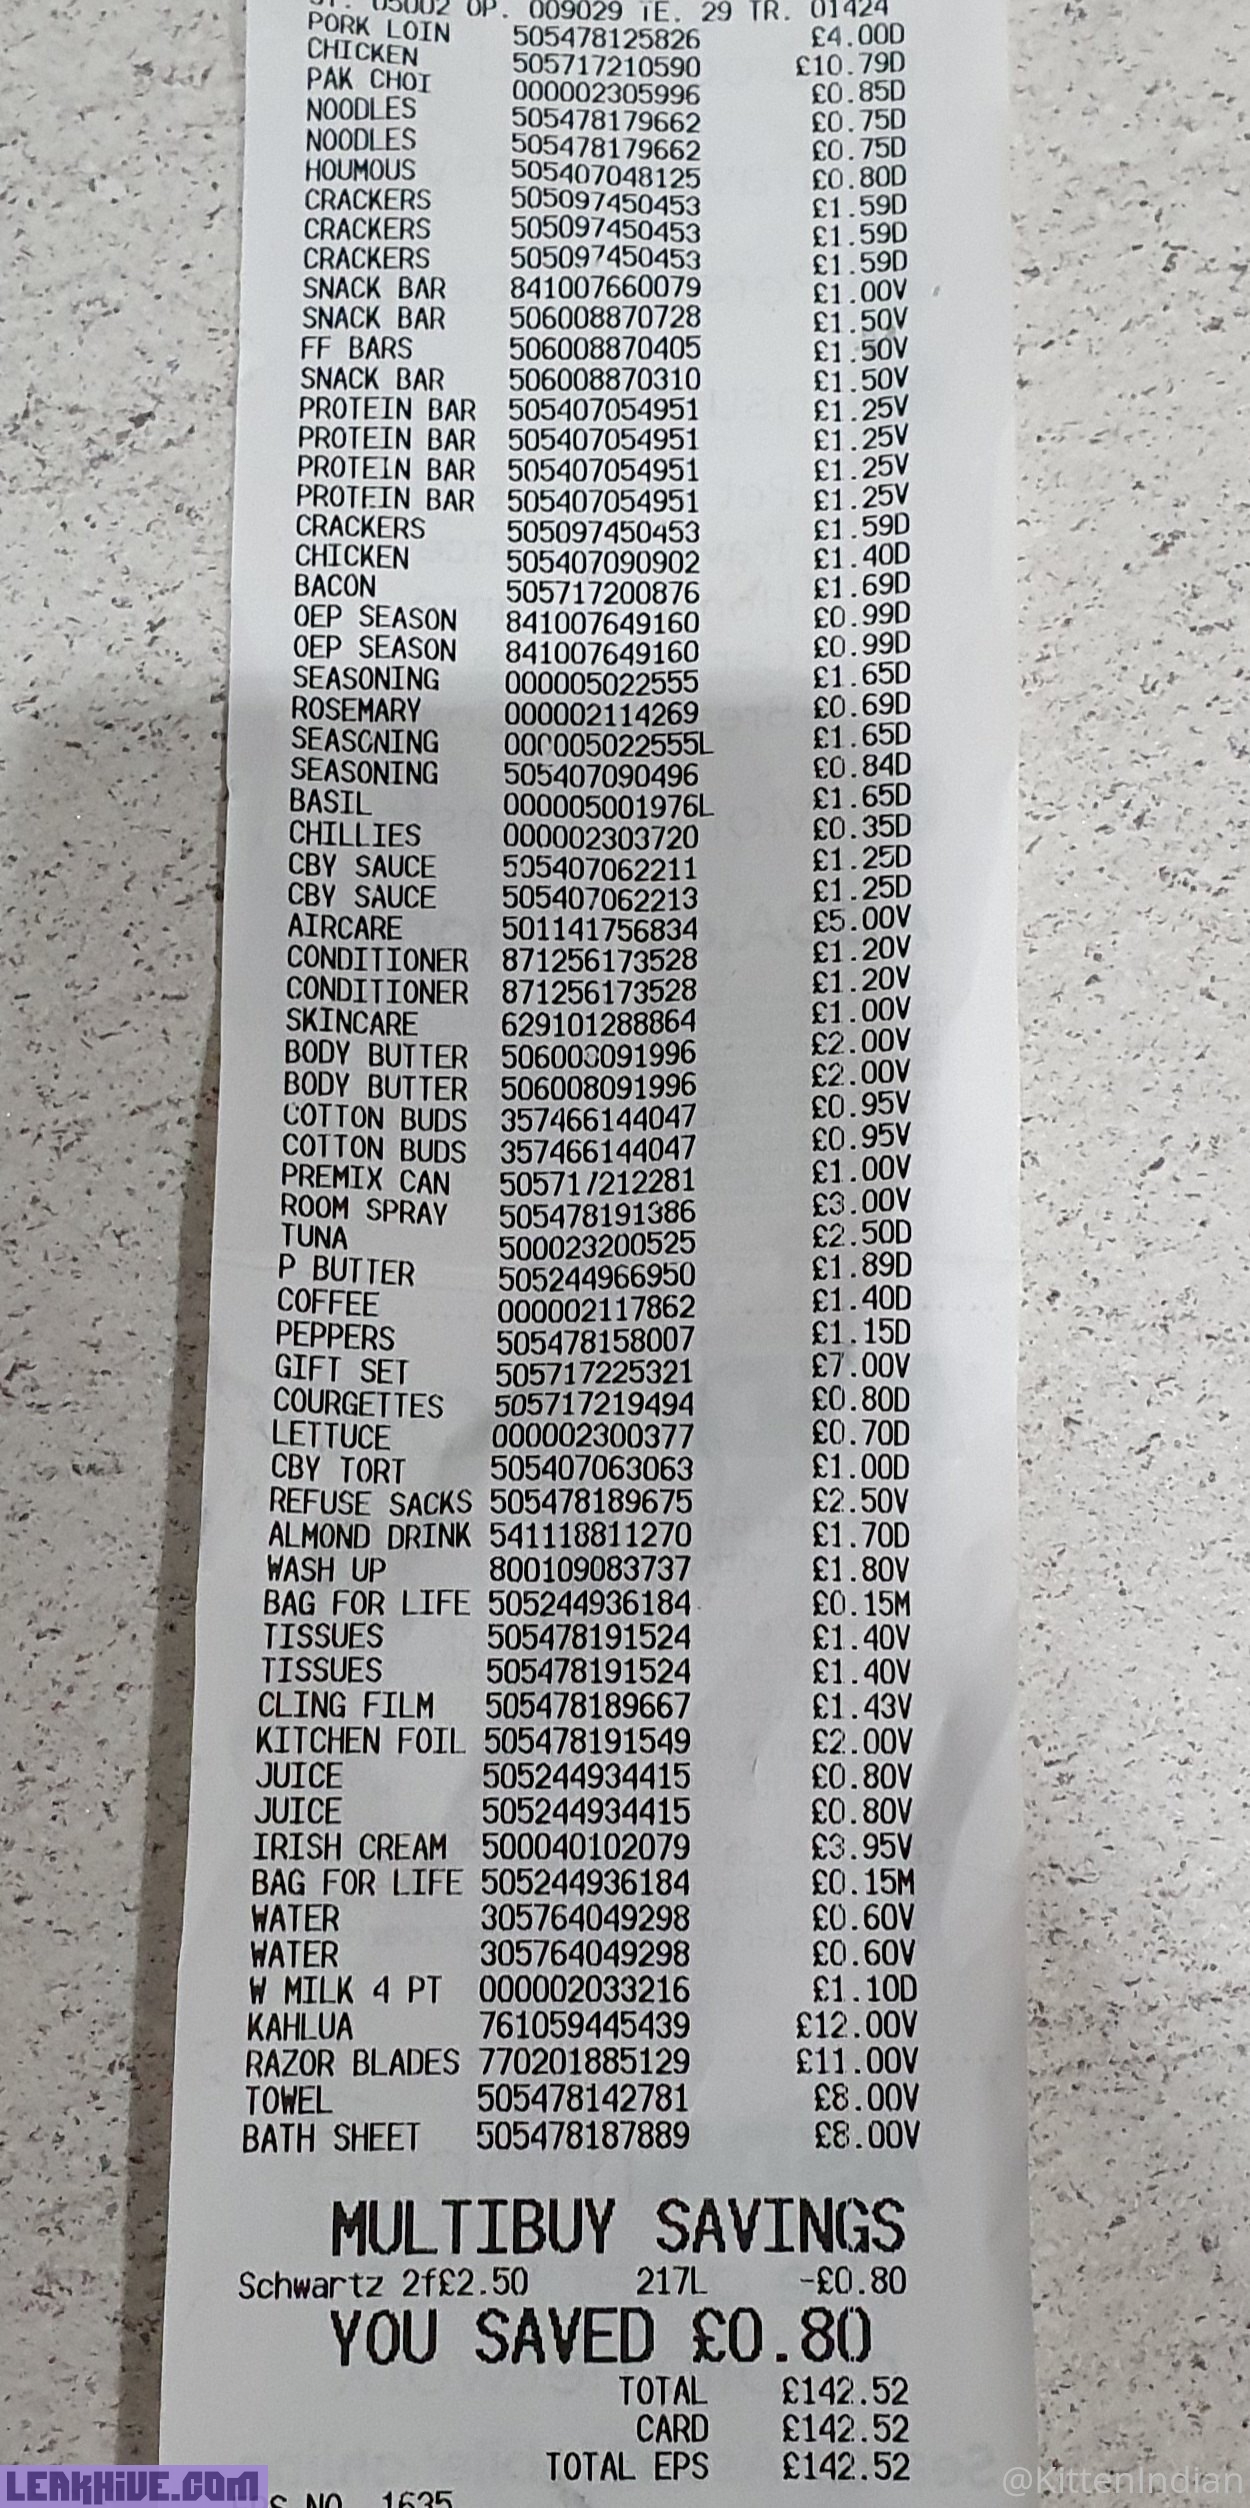 ST. 05002 OP. 009029 TE. 29 TR. 01424
PORK LOIN 505478125826 £4.00D
CHICKEN 505717210590 £10.79D
PAK CHOI 000002305996 £0.85D
NOODLES 505478179662 £0.75D
NOODLES 505478179662 £0.75D
HOUMOUS 505407048125 £0.80D
CRACKERS 505097450453 £1.59D
CRACKERS 505097450453 £1.59D
CRACKERS 505097450453 £1.59D
SNACK BAR 841007660079 £1.00V
SNACK BAR 506008870728 £1.50V
FF BARS 506008870405 £1.50V
SNACK BAR 506008870310 £1.50V
PROTEIN BAR 505407054951 £1.25V
PROTEIN BAR 505407054951 £1.25V
PROTEIN BAR 505407054951 £1.25V
PROTEIN BAR 505407054951 £1.25V
CRACKERS 505097450453 £1.59D
CHICKEN 505407090902 £1.40D
BACON 505717200876 £1.69D
OEP SEASON 841007649160 £0.99D
OEP SEASON 841007649160 £0.99D
SEASONING 000005022555 £1.65D
ROSEMARY 000002114269 £0.69D
SEASONING 000005022555L £1.65D
SEASONING 505407090496 £0.84D
BASIL 000005001976L £1.65D
CHILLIES 000002303720 £0.35D
CBY SAUCE 505407062211 £1.25D
CBY SAUCE 505407062213 £1.25D
AIRCARE 501141756834 £5.00V
CONDITIONER 871256173528 £1.20V
CONDITIONER 871256173528 £1.20V
SKINCARE 629101288864 £1.00V
BODY BUTTER 506008091996 £2.00V
BODY BUTTER 506008091996 £2.00V
COTTON BUDS 357466144047 £0.95V
COTTON BUDS 357466144047 £0.95V
PREMIX CAN 505717212281 £1.00V
ROOM SPRAY 505478191386 £3.00V
TUNA 500023200525 £2.50D
P BUTTER 505244966950 £1.89D
COFFEE 000002117862 £1.40D
PEPPERS 505478158007 £1.15D
GIFT SET 505717225321 £7.00V
COURGETTES 505717219494 £0.80D
LETTUCE 000002300377 £0.70D
CBY TORT 505407063063 £1.00D
REFUSE SACKS 505478189675 £2.50V
ALMOND DRINK 541118811270 £1.70D
WASH UP 800109083737 £1.80V
BAG FOR LIFE 505244936184 £0.15M
TISSUES 505478191524 £1.40V
TISSUES 505478191524 £1.40V
CLING FILM 505478189667 £1.43V
KITCHEN FOIL 505478191549 £2.00V
JUICE 505244934415 £0.80V
JUICE 505244934415 £0.80V
IRISH CREAM 500040102079 £3.95V
BAG FOR LIFE 505244936184 £0.15M
WATER 305764049298 £0.60V
WATER 305764049298 £0.60V
W MILK 4 PT 000002033216 £1.10D
KAHLUA 761059445439 £12.00V
RAZOR BLADES 770201885129 £11.00V
TOWEL 505478142781 £8.00V
BATH SHEET 505478187889 £8.00V
MULTIBUY SAVINGS
Schwartz 2f£2.50 217L -£0.80
YOU SAVED £0.80
TOTAL £142.52
CARD £142.52
TOTAL EPS £142.52
NO. 1635
LEAKHIVE.COM
@KittenIndian